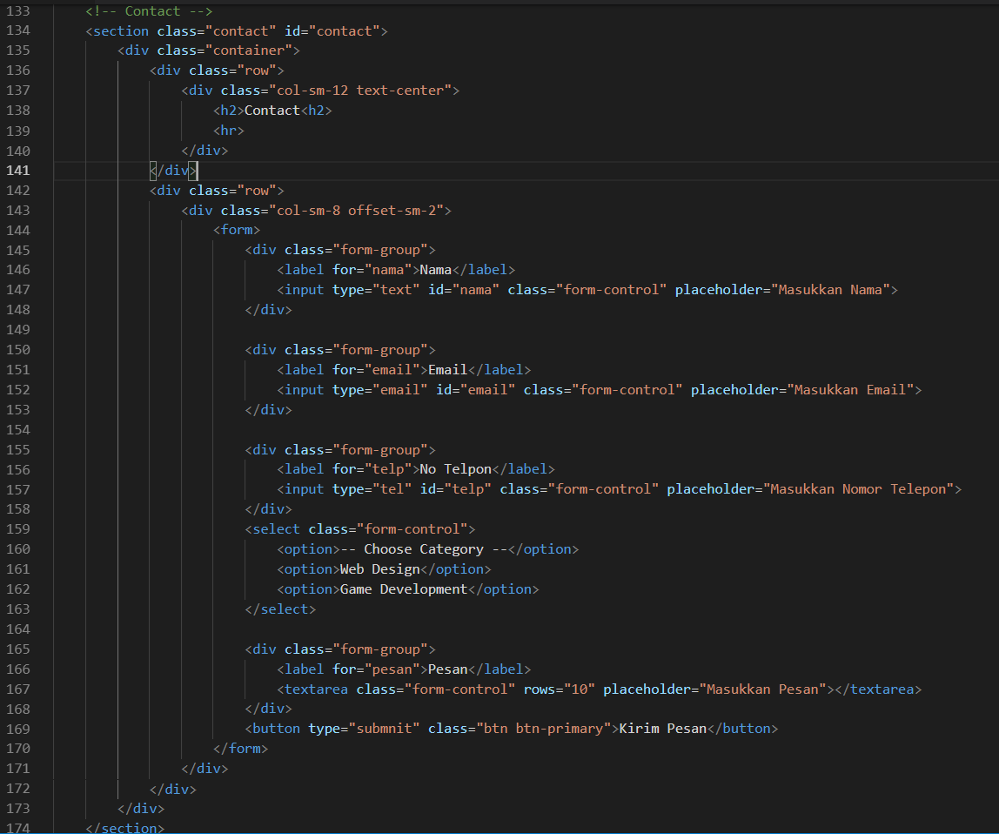 133 <!-- Contact -->
134 <section class="contact" id="contact">
135 <div class="container">
136 <div class="row">
137 <div class="col-sm-12 text-center">
138 <h2>Contact<h2>
139 <hr>
140 </div>
141 </div>
142 <div class="row">
143 <div class="col-sm-8 offset-sm-2">
144 <form>
145 <div class="form-group">
146 <label for="nama">Nama</label>
147 <input type="text" id="nama" class="form-control" placeholder="Masukkan Nama">
148 </div>
149
150 <div class="form-group">
151 <label for="email">Email</label>
152 <input type="email" id="email" class="form-control" placeholder="Masukkan Email">
153 </div>
154
155 <div class="form-group">
156 <label for="telp">No Telpon</label>
157 <input type="tel" id="telp" class="form-control" placeholder="Masukkan Nomor Telepon">
158 </div>
159 <select class="form-control">
160 <option>-- Choose Category --</option>
161 <option>Web Design</option>
162 <option>Game Development</option>
163 </select>
164
165 <div class="form-group">
166 <label for="pesan">Pesan</label>
167 <textarea class="form-control" rows="10" placeholder="Masukkan Pesan"></textarea>
168 </div>
169 <button type="submnit" class="btn btn-primary">Kirim Pesan</button>
170 </form>
171 </div>
172 </div>
173 </div>
174 </section>